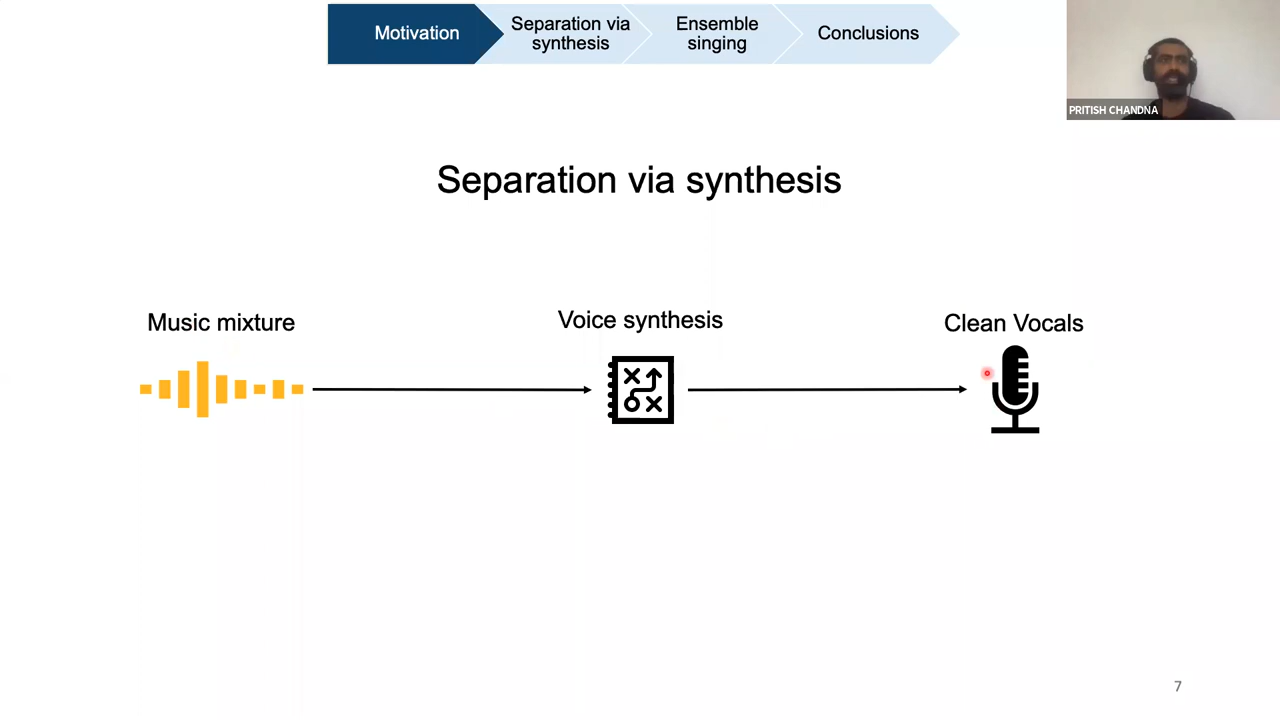 Motivation
Separation via
synthesis
Ensemble
singing
Conclusions
PRITISH CHANDNA
Separation via synthesis
Music mixture
Voice synthesis
Clean Vocals
7